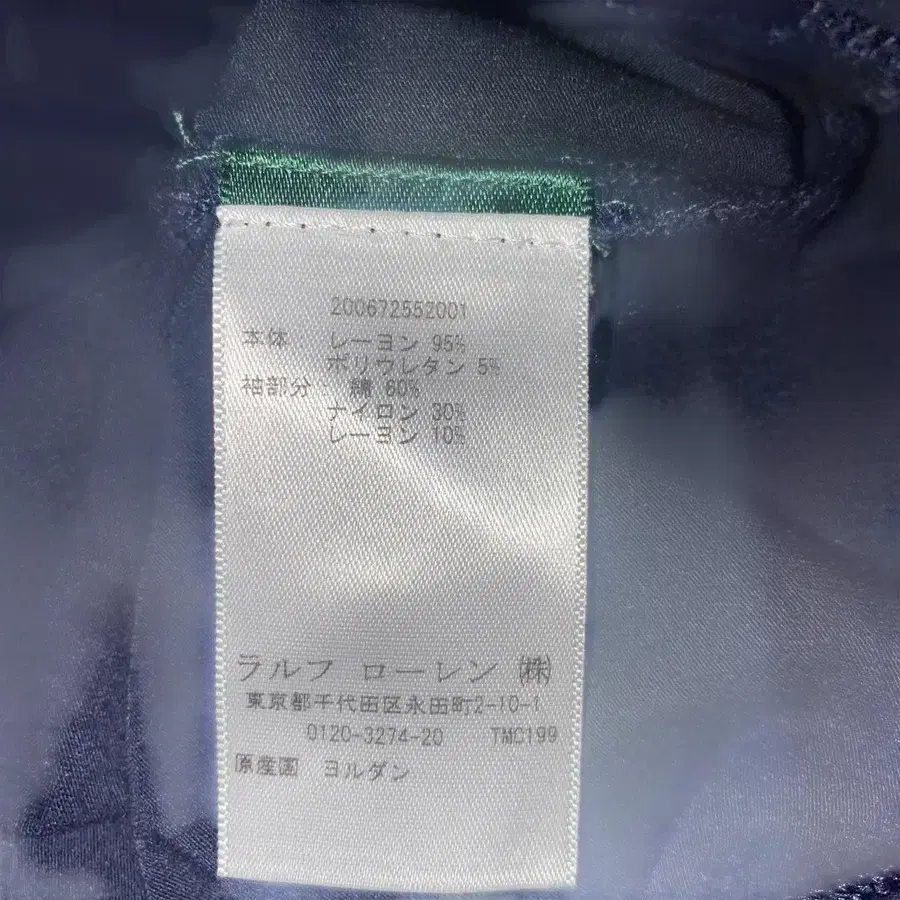 200672552001
本体 レーヨン 95%
ポリウレタン 5%
袖部分 綿 60%
ナイロン 30%
レーヨン 10%
ラルフ ローレン ㈱
東京都千代田区永田町2-10-1
0120-3274-20 TMC199
原産国 ヨルダン